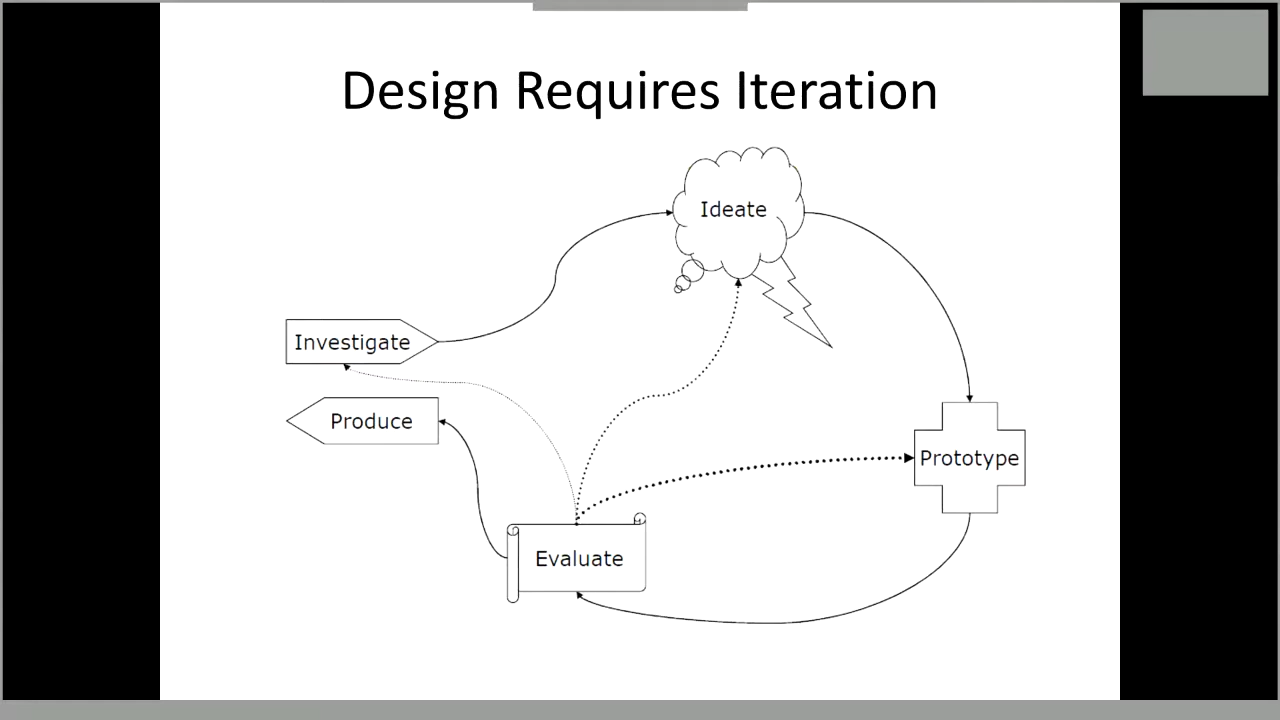 Design Requires Iteration
Ideate
Investigate
Produce
Prototype
Evaluate